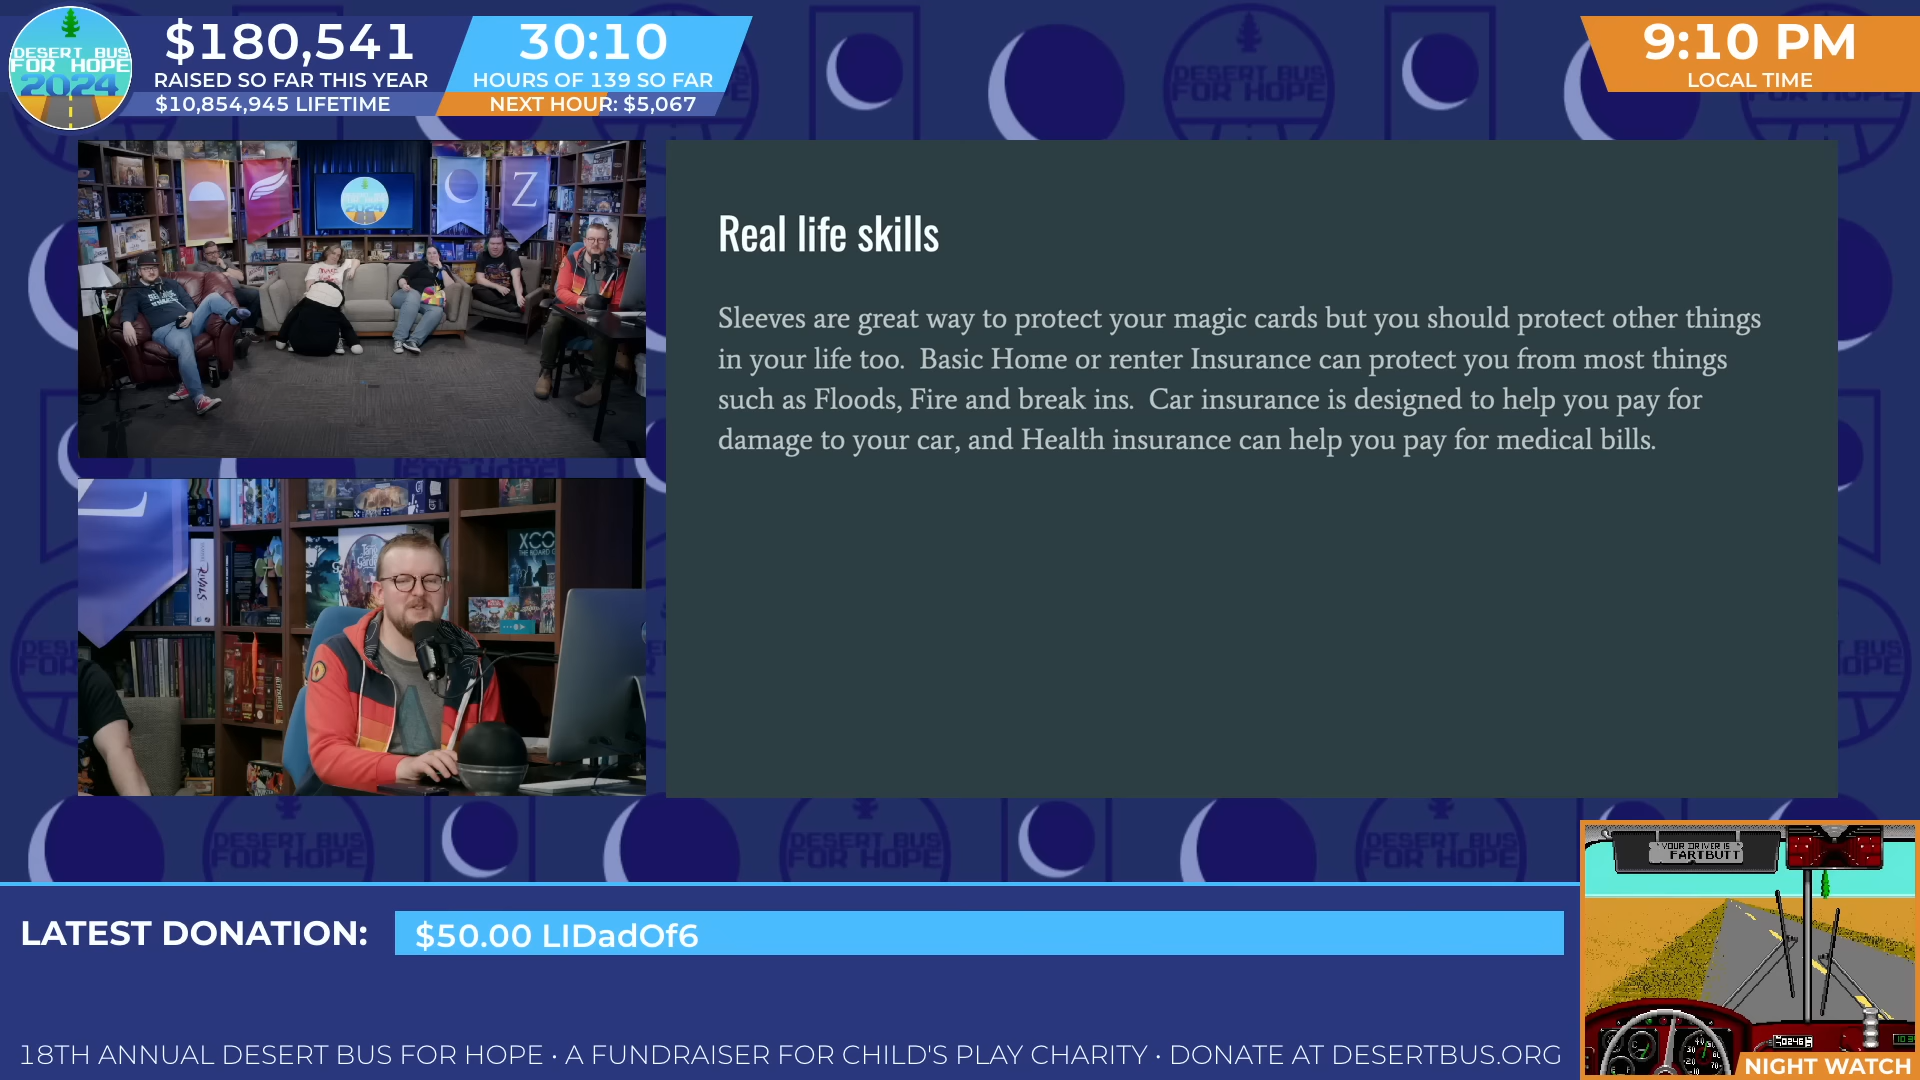 DESERT BUS
FOR HOPE
2024
$180,541
RAISED SO FAR THIS YEAR
$10,854,945 LIFETIME
30:10
HOURS OF 139 SO FAR
NEXT HOUR: $5,067
9:10 PM
LOCAL TIME
Z
Real life skills
Sleeves are great way to protect your magic cards but you should protect other things
in your life too.  Basic Home or renter Insurance can protect you from most things
such as Floods, Fire and break ins.  Car insurance is designed to help you pay for
damage to your car, and Health insurance can help you pay for medical bills.
RIVALS
XCO
THE BOARD
YOUR DRIVER IS
FARTBUTT
LATEST DONATION:
$50.00 LIDadOf6
18TH ANNUAL DESERT BUS FOR HOPE • A FUNDRAISER FOR CHILD'S PLAY CHARITY • DONATE AT DESERTBUS.ORG
NIGHT WATCH